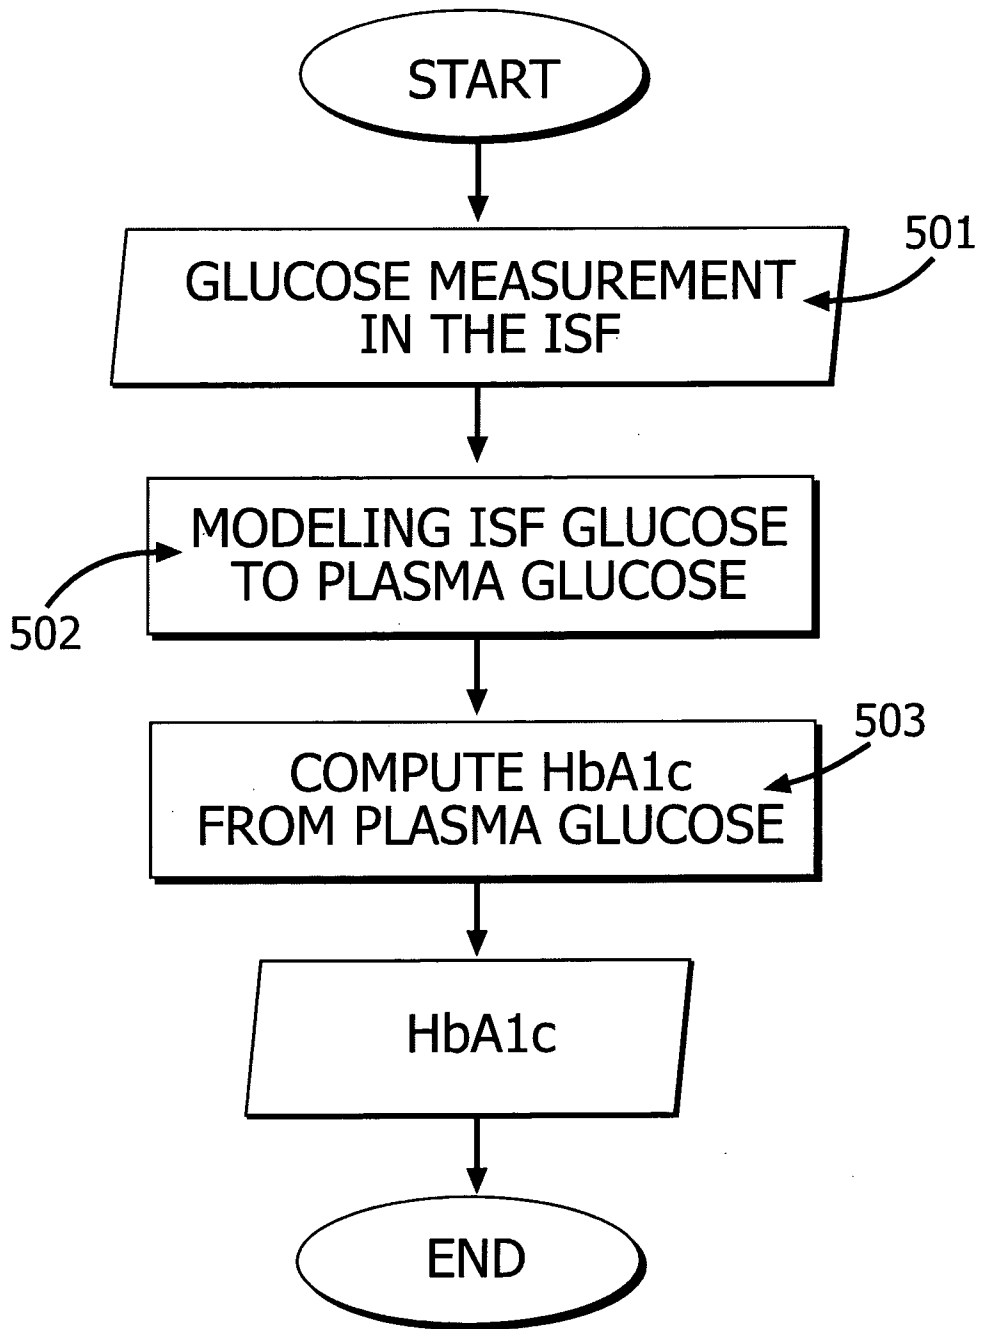 START
501
GLUCOSE MEASUREMENT
IN THE ISF
MODELING ISF GLUCOSE
TO PLASMA GLUCOSE
502
503
COMPUTE HbA1c
FROM PLASMA GLUCOSE
HbA1c
END